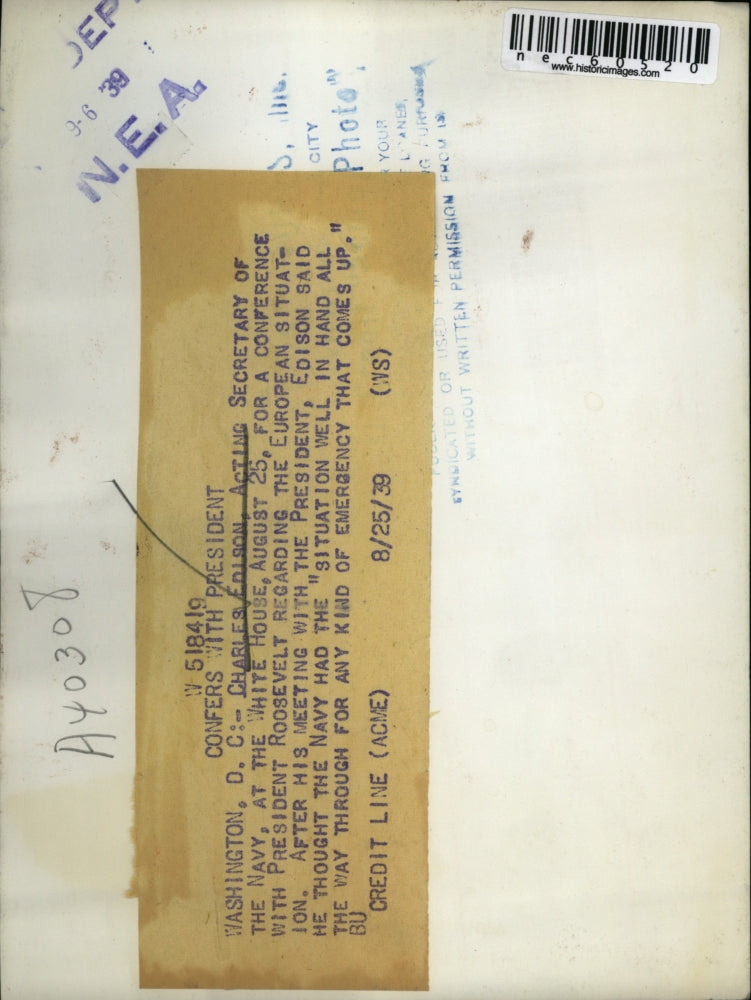 W 518419
CONFERS WITH PRESIDENT
WASHINGTON, D. C:-- CHARLES EDISON, ACTING SECRETARY OF
THE NAVY, AT THE WHITE HOUSE, AUGUST 25, FOR A CONFERENCE
WITH PRESIDENT ROOSEVELT REGARDING THE EUROPEAN SITUAT-
ION. AFTER HIS MEETING WITH THE PRESIDENT, EDISON SAID
HE THOUGHT THE NAVY HAD THE "SITUATION WELL IN HAND ALL
THE WAY THROUGH FOR ANY KIND OF EMERGENCY THAT COMES UP."
BU
CREDIT LINE (ACME) 8/25/39 (WS)
A40308
9-6 '39
N.E.A.
CITY
Photo"
YOUR
SYNDICATED OR USED
WITHOUT WRITTEN PERMISSION FROM
nec60520
www.historicimages.com